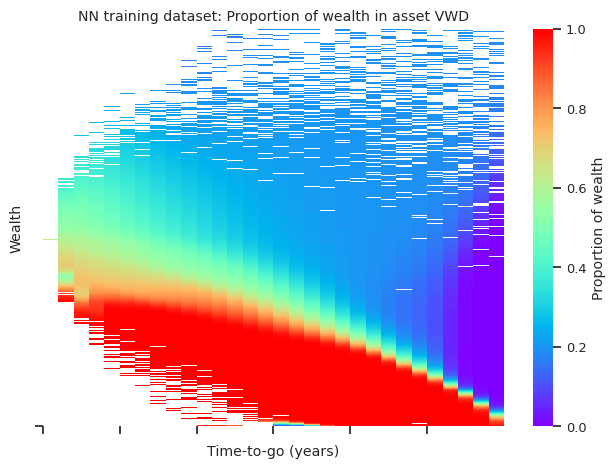 NN training dataset: Proportion of wealth in asset VWD
Wealth
Time-to-go (years)
1.0
0.8
0.6
0.4
0.2
0.0
Proportion of wealth